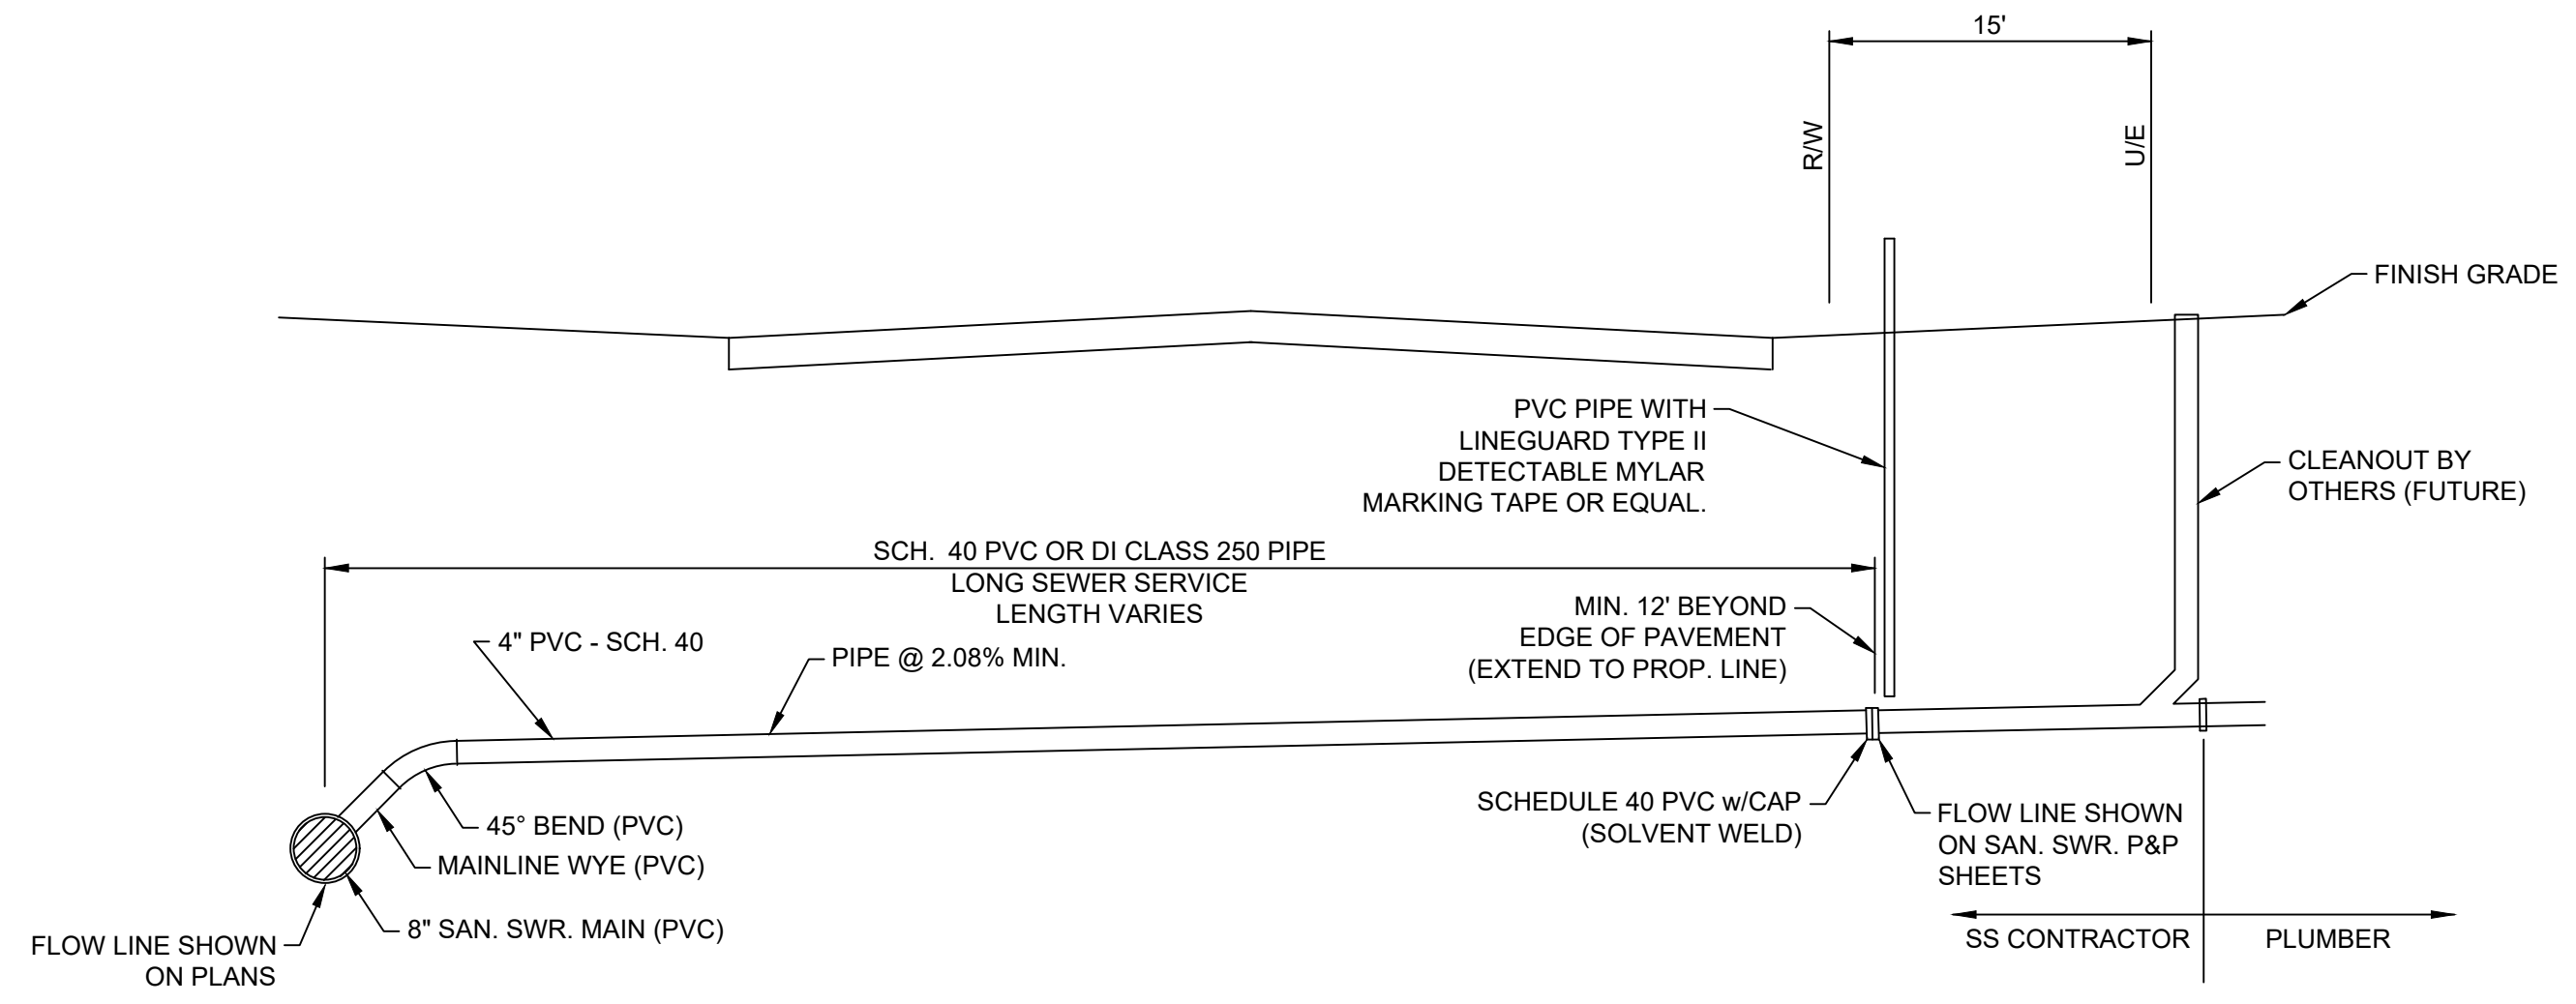 15'
R/W
U/E
FINISH GRADE
PVC PIPE WITH
LINEGUARD TYPE II
DETECTABLE MYLAR
MARKING TAPE OR EQUAL.
CLEANOUT BY
OTHERS (FUTURE)
SCH. 40 PVC OR DI CLASS 250 PIPE
LONG SEWER SERVICE
LENGTH VARIES
MIN. 12' BEYOND
EDGE OF PAVEMENT
(EXTEND TO PROP. LINE)
4" PVC - SCH. 40
PIPE @ 2.08% MIN.
45° BEND (PVC)
MAINLINE WYE (PVC)
8" SAN. SWR. MAIN (PVC)
FLOW LINE SHOWN
ON PLANS
SCHEDULE 40 PVC w/CAP
(SOLVENT WELD)
FLOW LINE SHOWN
ON SAN. SWR. P&P
SHEETS
SS CONTRACTOR
PLUMBER